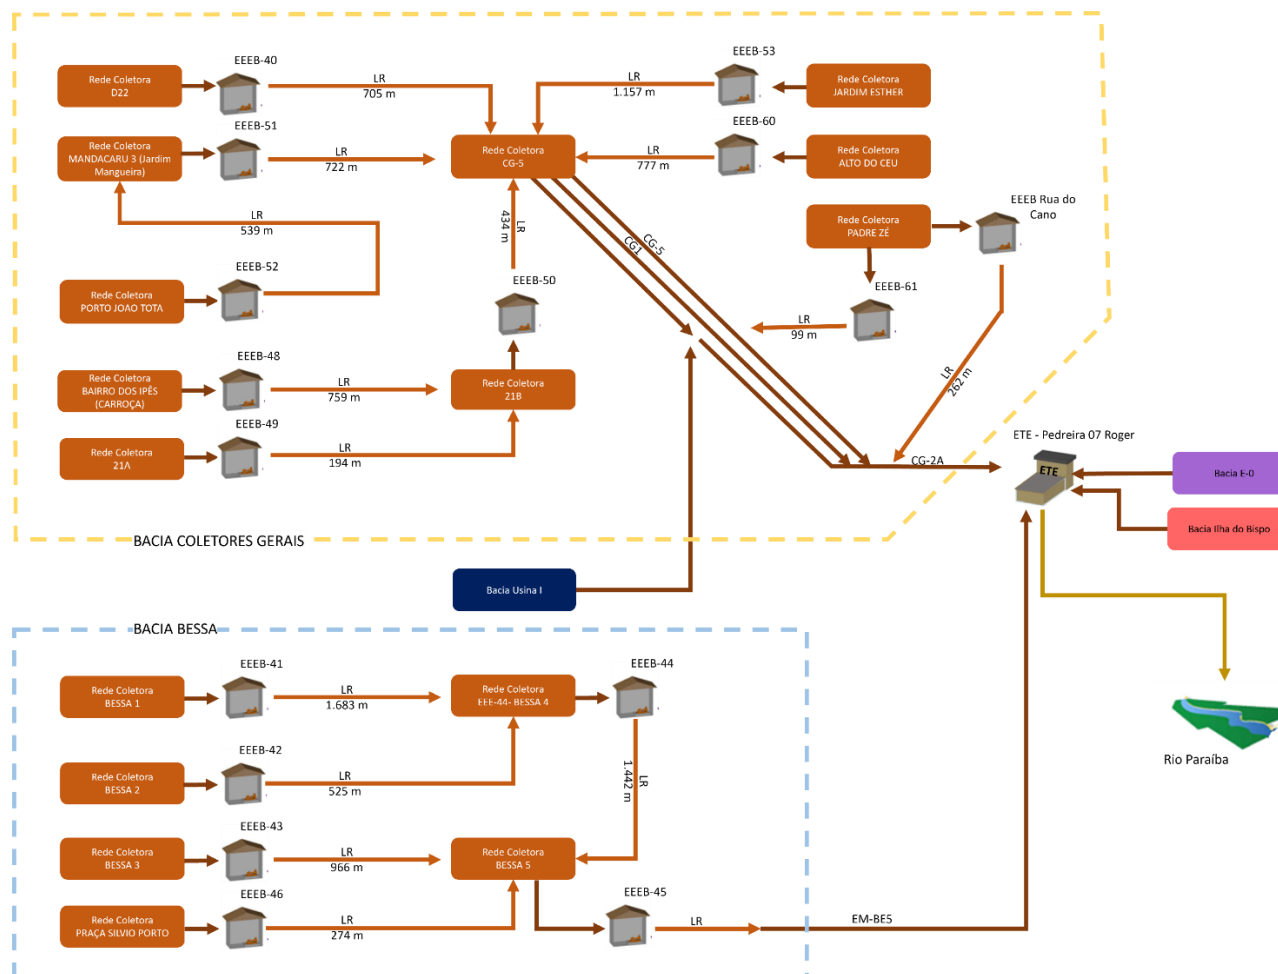 EEEB-40
Rede Coletora
D22
LR
705 m
EEEB-53
LR
1.157 m
Rede Coletora
JARDIM ESTHER
EEEB-51
Rede Coletora
MANDACARU 3 (Jardim
Mangueira)
LR
722 m
Rede Coletora
CG-5
EEEB-60
LR
777 m
Rede Coletora
ALTO DO CEU
LR
539 m
LR
434 m
CG1
CG-5
Rede Coletora
PADRE ZÉ
EEEB Rua do
Cano
EEEB-52
Rede Coletora
PORTO JOAO TOTA
EEEB-50
EEEB-61
LR
99 m
LR
262 m
EEEB-48
Rede Coletora
BAIRRO DOS IPÊS
(CARROÇA)
LR
759 m
Rede Coletora
21B
EEEB-49
Rede Coletora
21A
LR
194 m
CG-2A
ETE - Pedreira 07 Roger
ETE
Bacia E-0
Bacia Ilha do Bispo
BACIA COLETORES GERAIS
Bacia Usina I
BACIA BESSA
EEEB-41
Rede Coletora
BESSA 1
LR
1.683 m
Rede Coletora
EEE-44- BESSA 4
EEEB-44
EEEB-42
Rede Coletora
BESSA 2
LR
525 m
LR
1.442 m
Rio Paraíba
EEEB-43
Rede Coletora
BESSA 3
LR
966 m
Rede Coletora
BESSA 5
EEEB-46
Rede Coletora
PRAÇA SILVIO PORTO
LR
274 m
EEEB-45
LR
EM-BE5